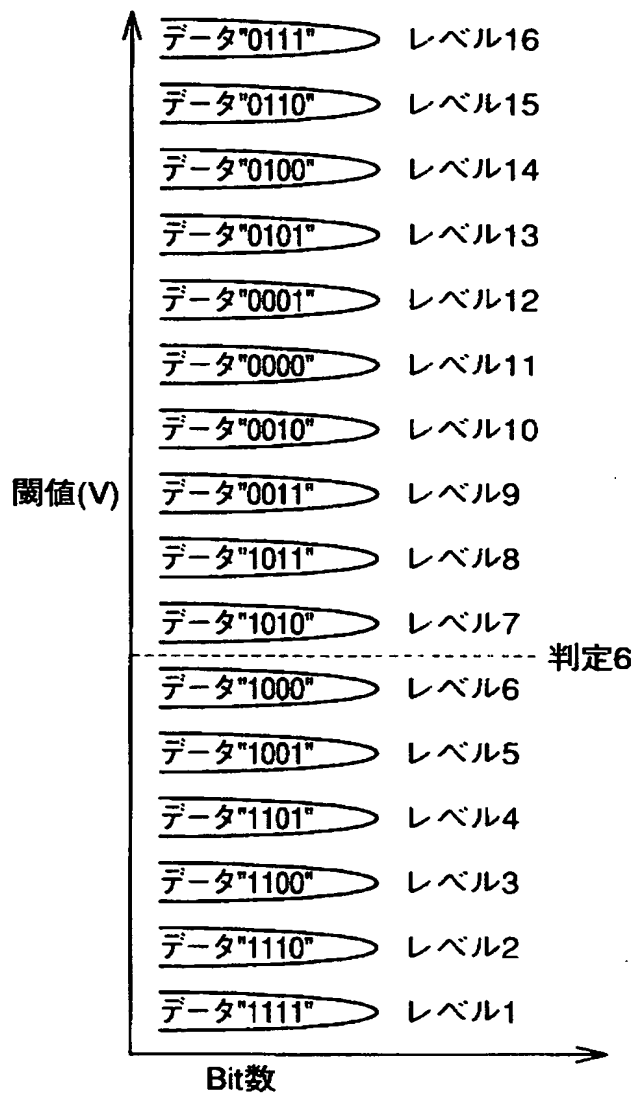 データ"0111" レベル16
データ"0110" レベル15
データ"0100" レベル14
データ"0101" レベル13
データ"0001" レベル12
データ"0000" レベル11
データ"0010" レベル10
閾値(V)
データ"0011" レベル9
データ"1011" レベル8
データ"1010" レベル7
判定6
データ"1000" レベル6
データ"1001" レベル5
データ"1101" レベル4
データ"1100" レベル3
データ"1110" レベル2
データ"1111" レベル1
Bit数